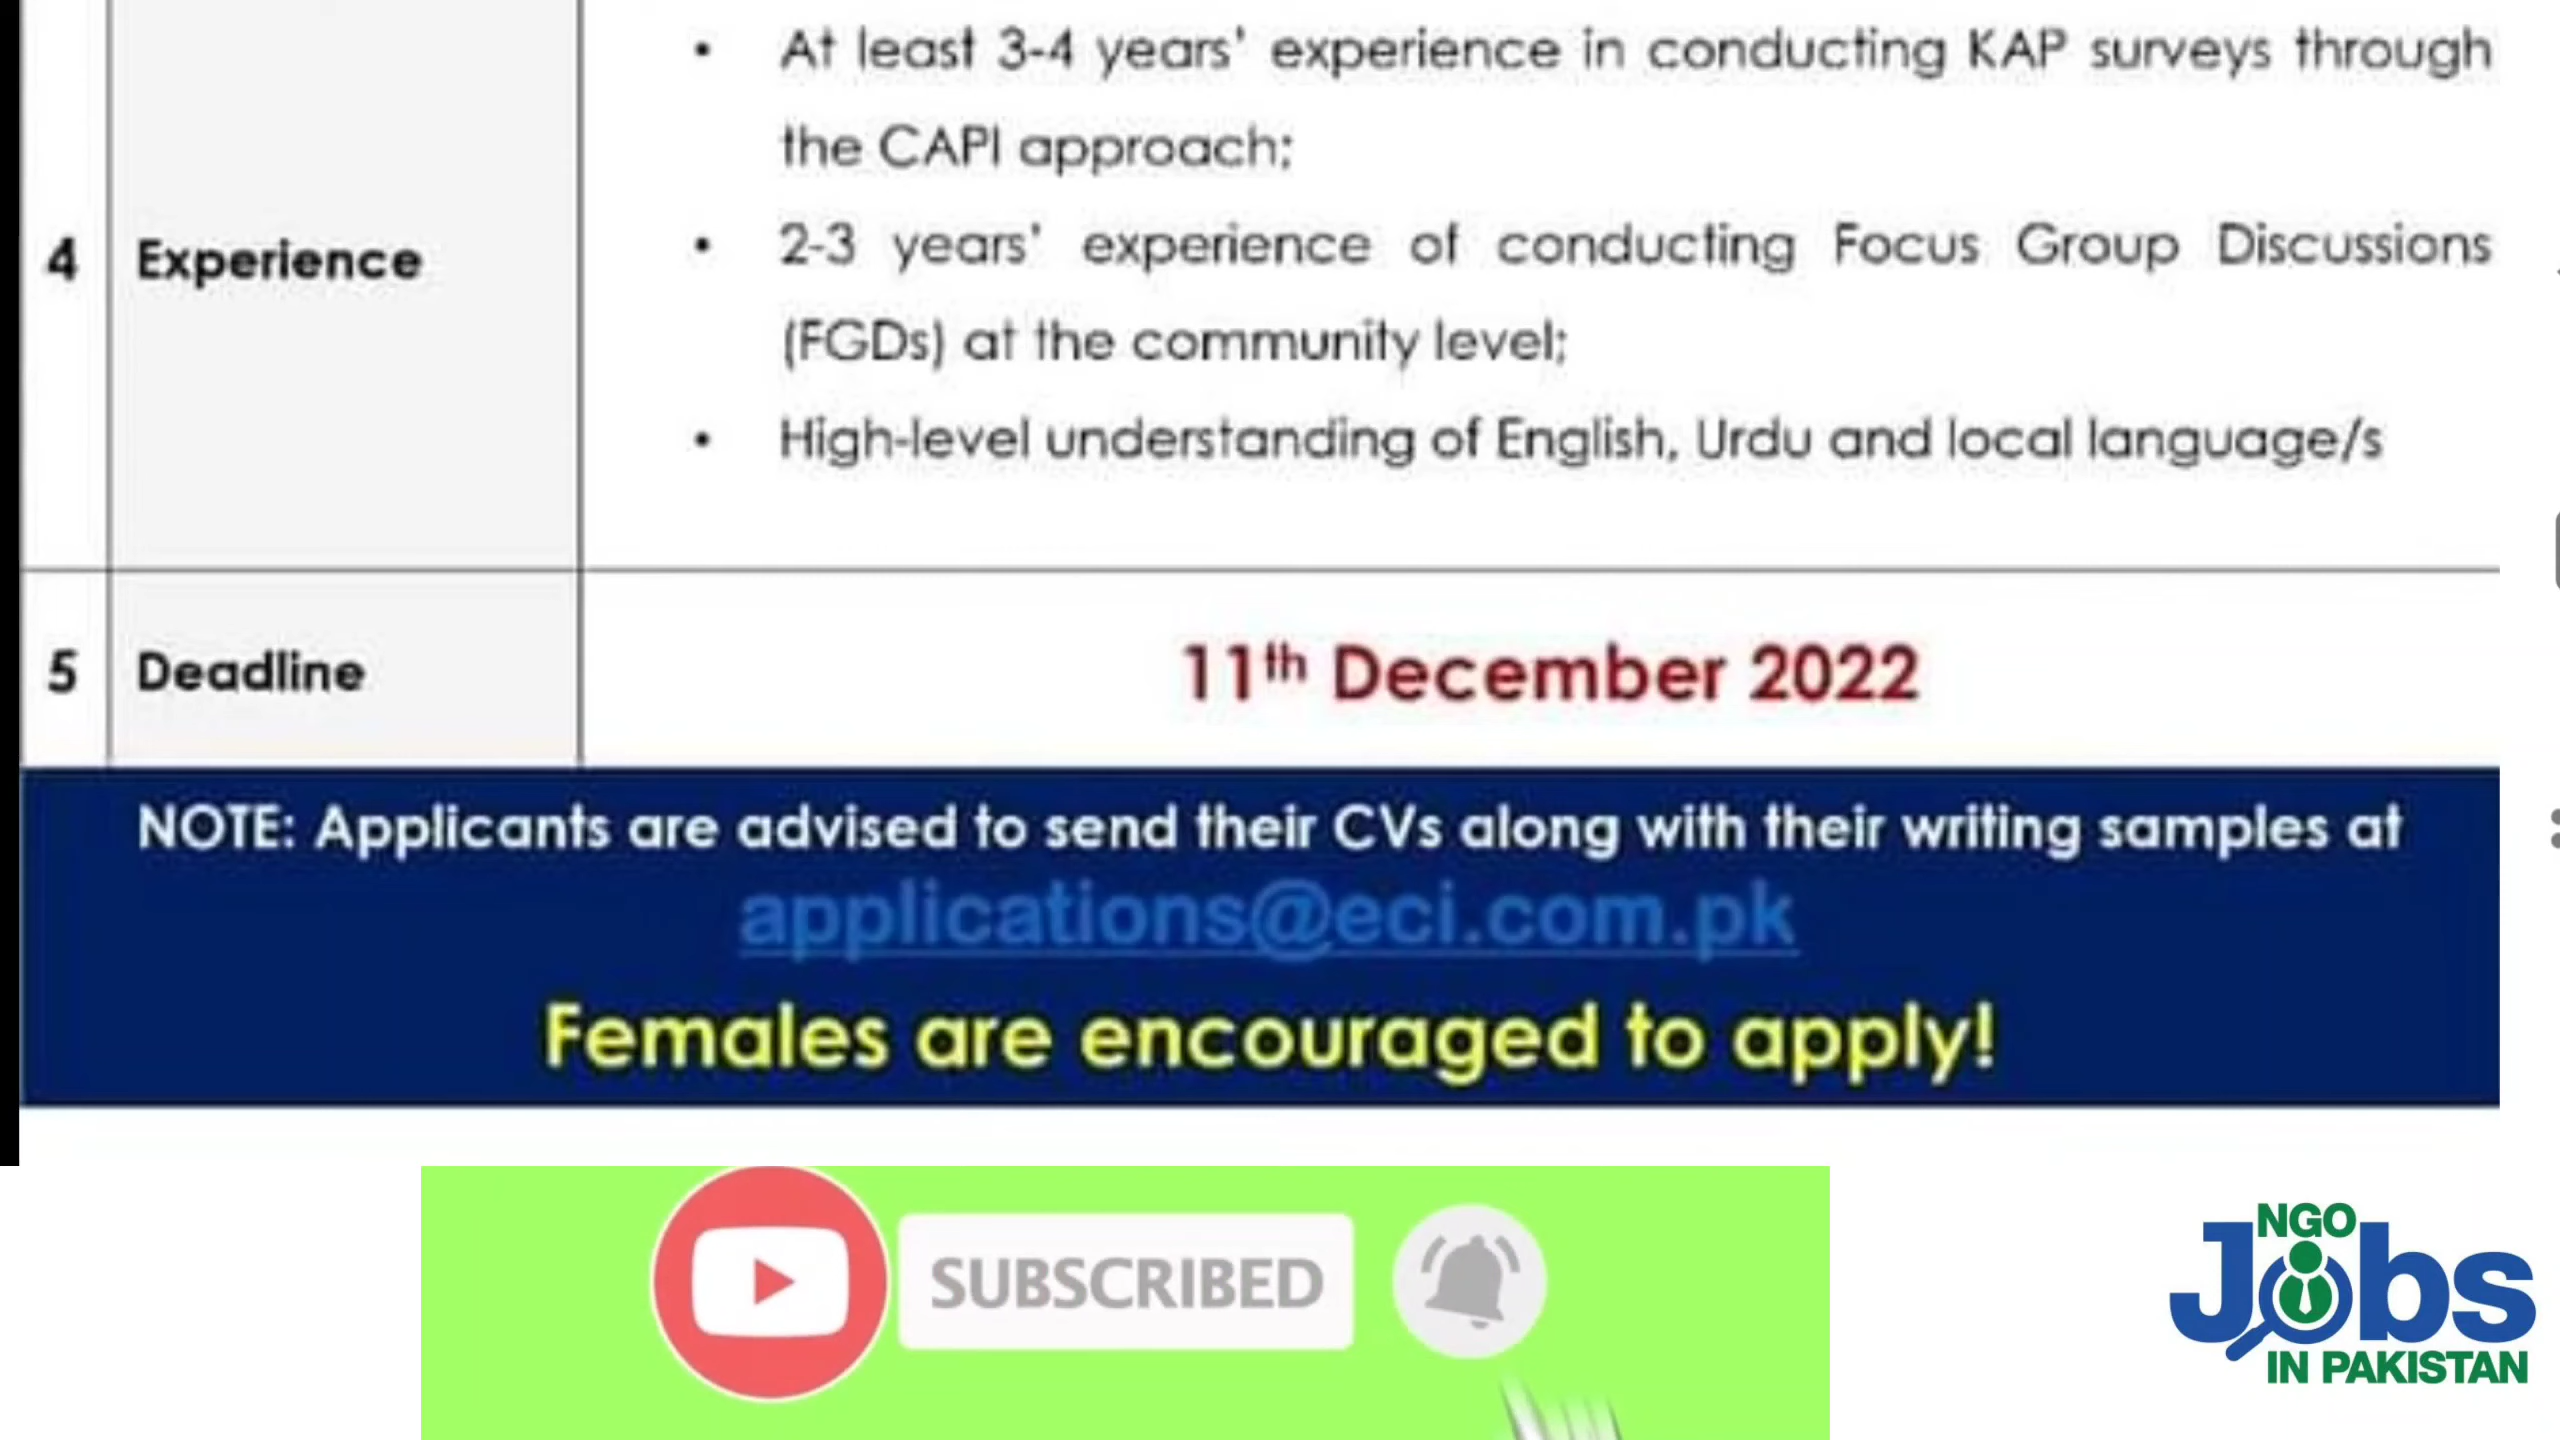 • At least 3-4 years' experience in conducting KAP surveys through
the CAPI approach;
4 Experience
• 2-3 years' experience of conducting Focus Group Discussions
(FGDs) at the community level;
• High-level understanding of English, Urdu and local language/s
5 Deadline 11th December 2022
NOTE: Applicants are advised to send their CVs along with their writing samples at
applications@eci.com.pk
Females are encouraged to apply!
SUBSCRIBED
NGO
Jobs
IN PAKISTAN